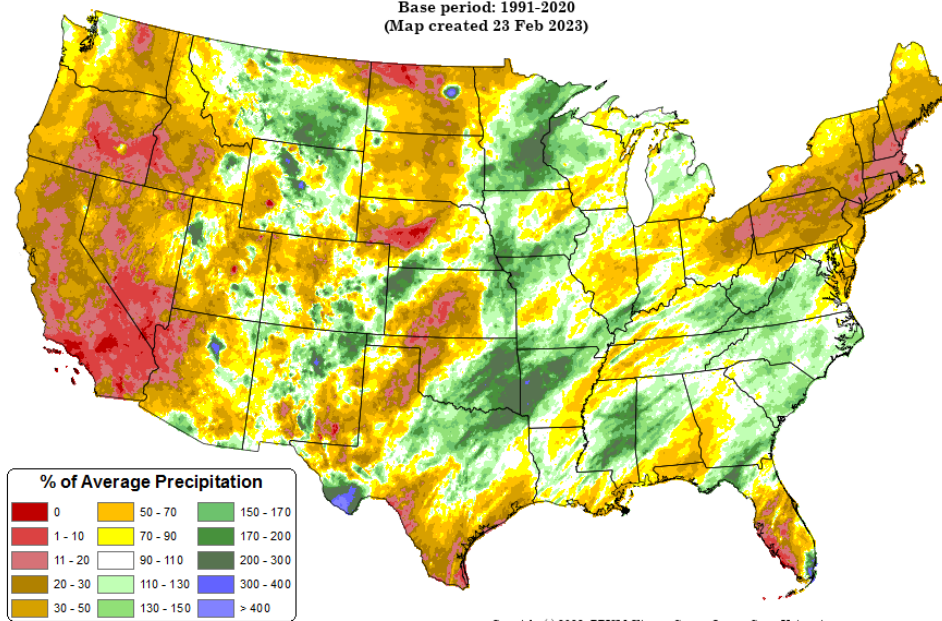 Base period: 1991-2020
(Map created 23 Feb 2023)
% of Average Precipitation
0
50 - 70
150 - 170
1 - 10
70 - 90
170 - 200
11 - 20
90 - 110
200 - 300
20 - 30
110 - 130
300 - 400
30 - 50
130 - 150
> 400